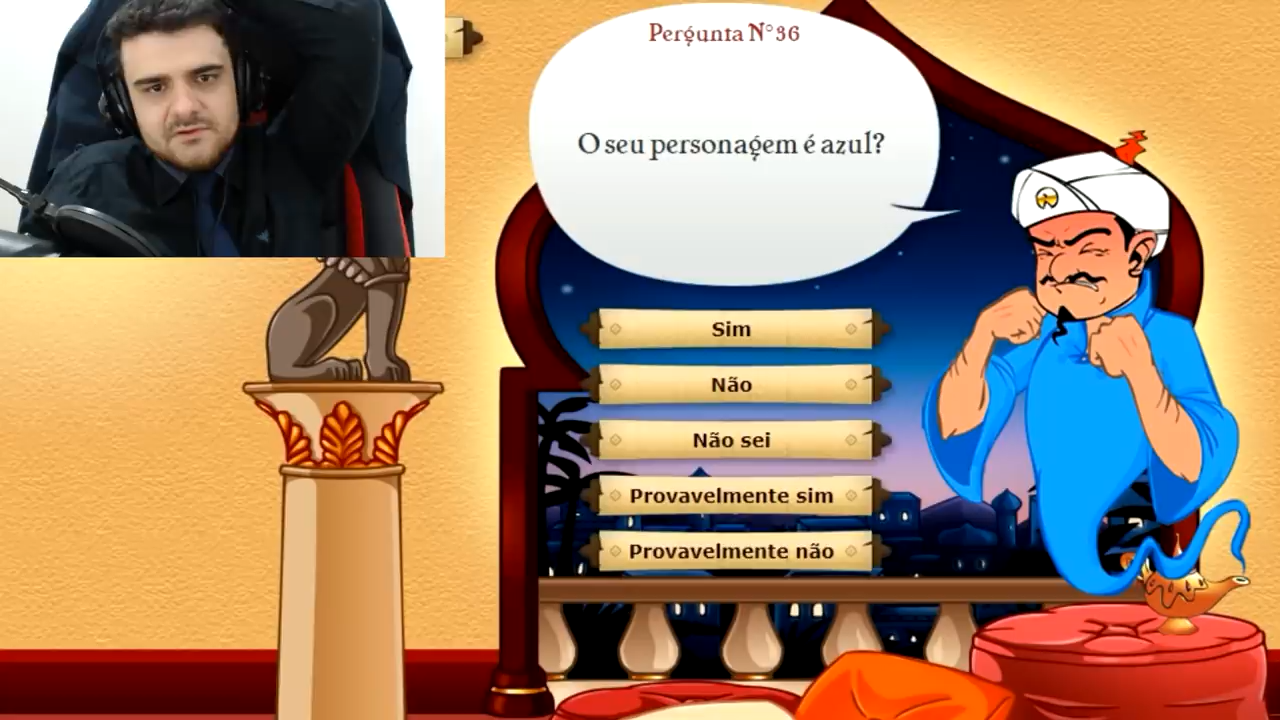 Pergunta N°36
O seu personagem é azul?
Sim
Não
Não sei
Provavelmente sim
Provavelmente não